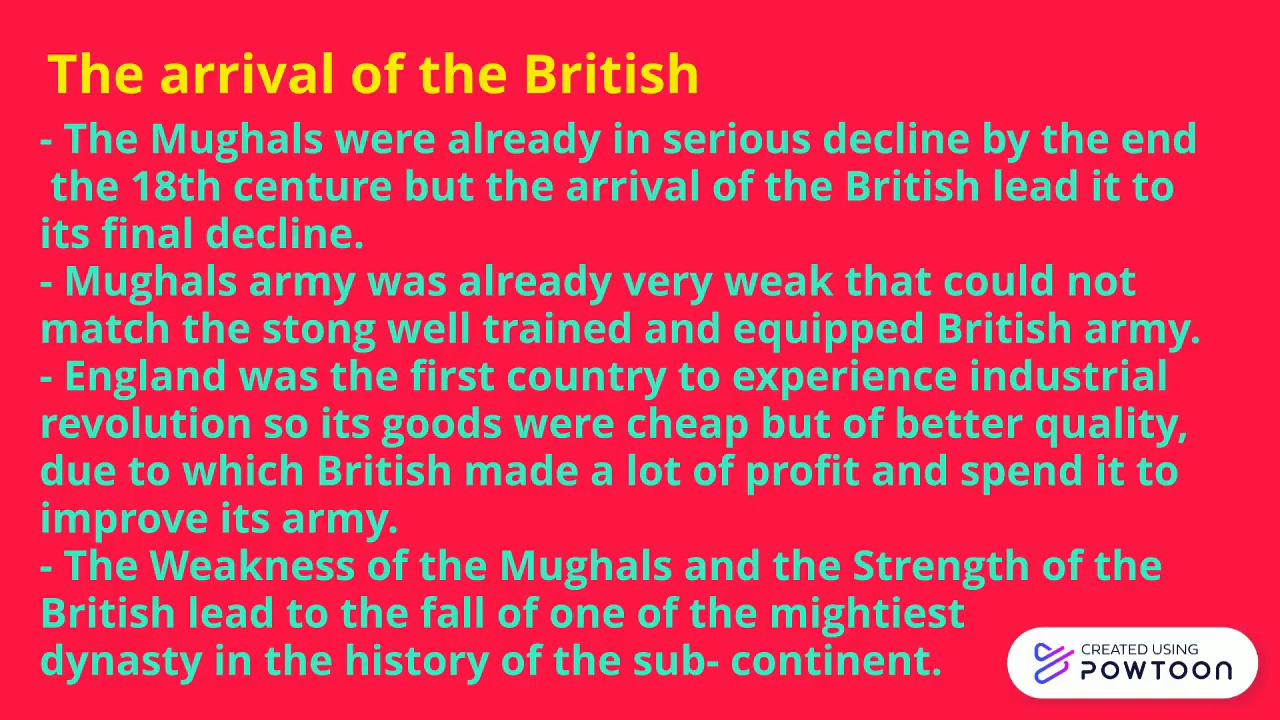 The arrival of the British
- The Mughals were already in serious decline by the end
the 18th centure but the arrival of the British lead it to
its final decline.
- Mughals army was already very weak that could not
match the stong well trained and equipped British army.
- England was the first country to experience industrial
revolution so its goods were cheap but of better quality,
due to which British made a lot of profit and spend it to
improve its army.
- The Weakness of the Mughals and the Strength of the
British lead to the fall of one of the mightiest
dynasty in the history of the sub- continent.
CREATED USING
POWTOON